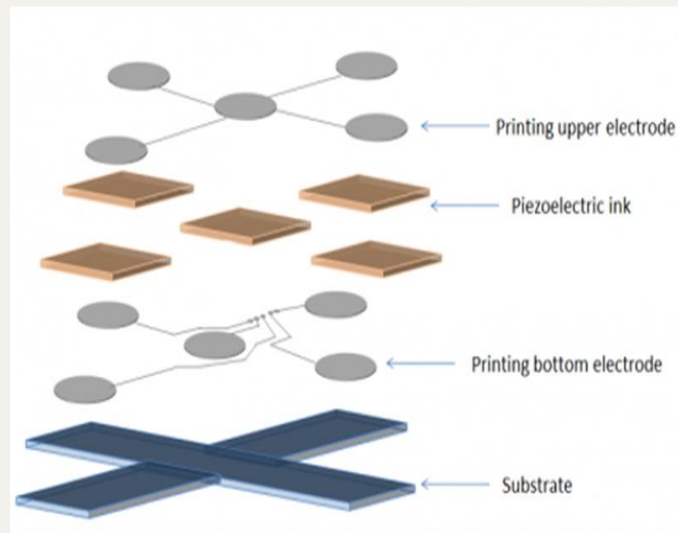 Printing upper electrode
Piezoelectric ink
Printing bottom electrode
Substrate